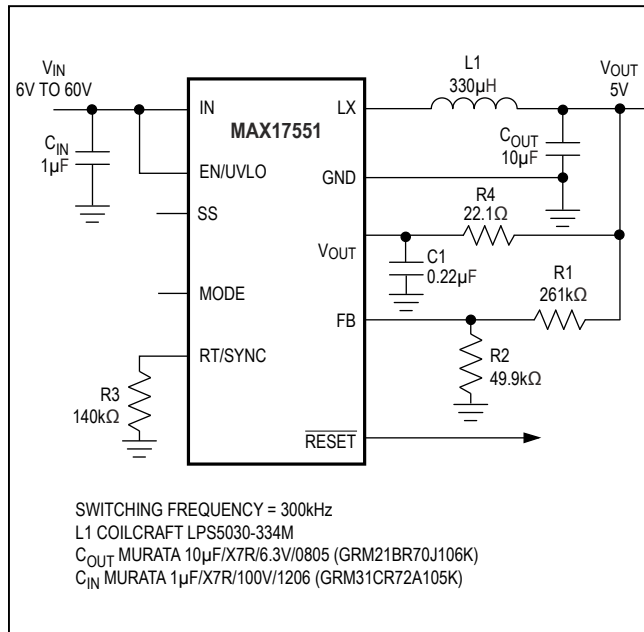 VIN
6V TO 60V
CIN
1µF
IN
EN/UVLO
SS
MODE
RT/SYNC
R3
140kΩ
MAX17551
LX
GND
VOUT
FB
RESET
L1
330µH
VOUT
5V
COUT
10µF
R4
22.1Ω
C1
0.22µF
R1
261kΩ
R2
49.9kΩ
SWITCHING FREQUENCY = 300kHz
L1 COILCRAFT LPS5030-334M
COUT MURATA 10µF/X7R/6.3V/0805 (GRM21BR70J106K)
CIN MURATA 1µF/X7R/100V/1206 (GRM31CR72A105K)